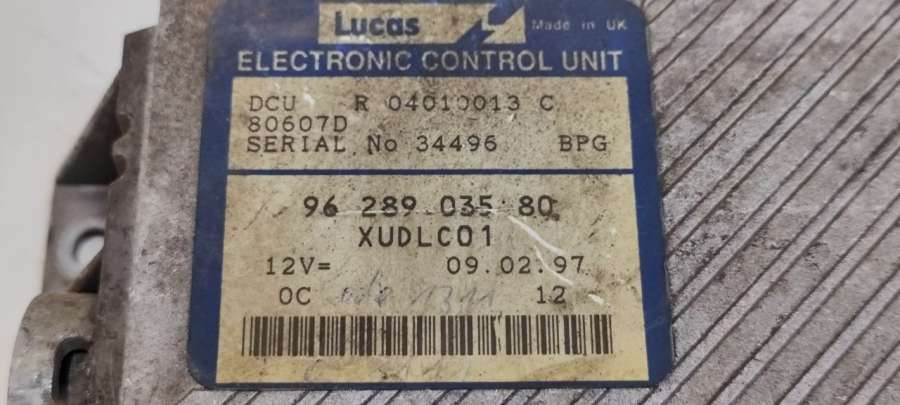 Lucas Made in UK
ELECTRONIC CONTROL UNIT
DCU R 04010013 C
80607D
SERIAL No 34496 BPG
96 289 035 80
XUDLC01
12V= 09.02.97
0C 12